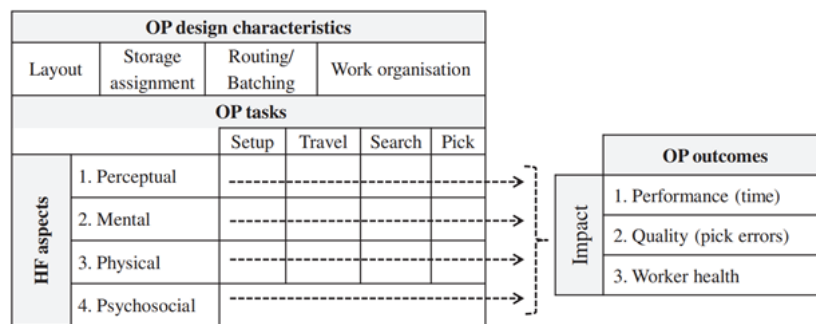 OP design characteristics
Layout
Storage
assignment
Routing/
Batching
Work organisation
OP tasks
Setup Travel Search Pick
HF aspects
1. Perceptual
2. Mental
3. Physical
4. Psychosocial
OP outcomes
Impact
1. Performance (time)
2. Quality (pick errors)
3. Worker health